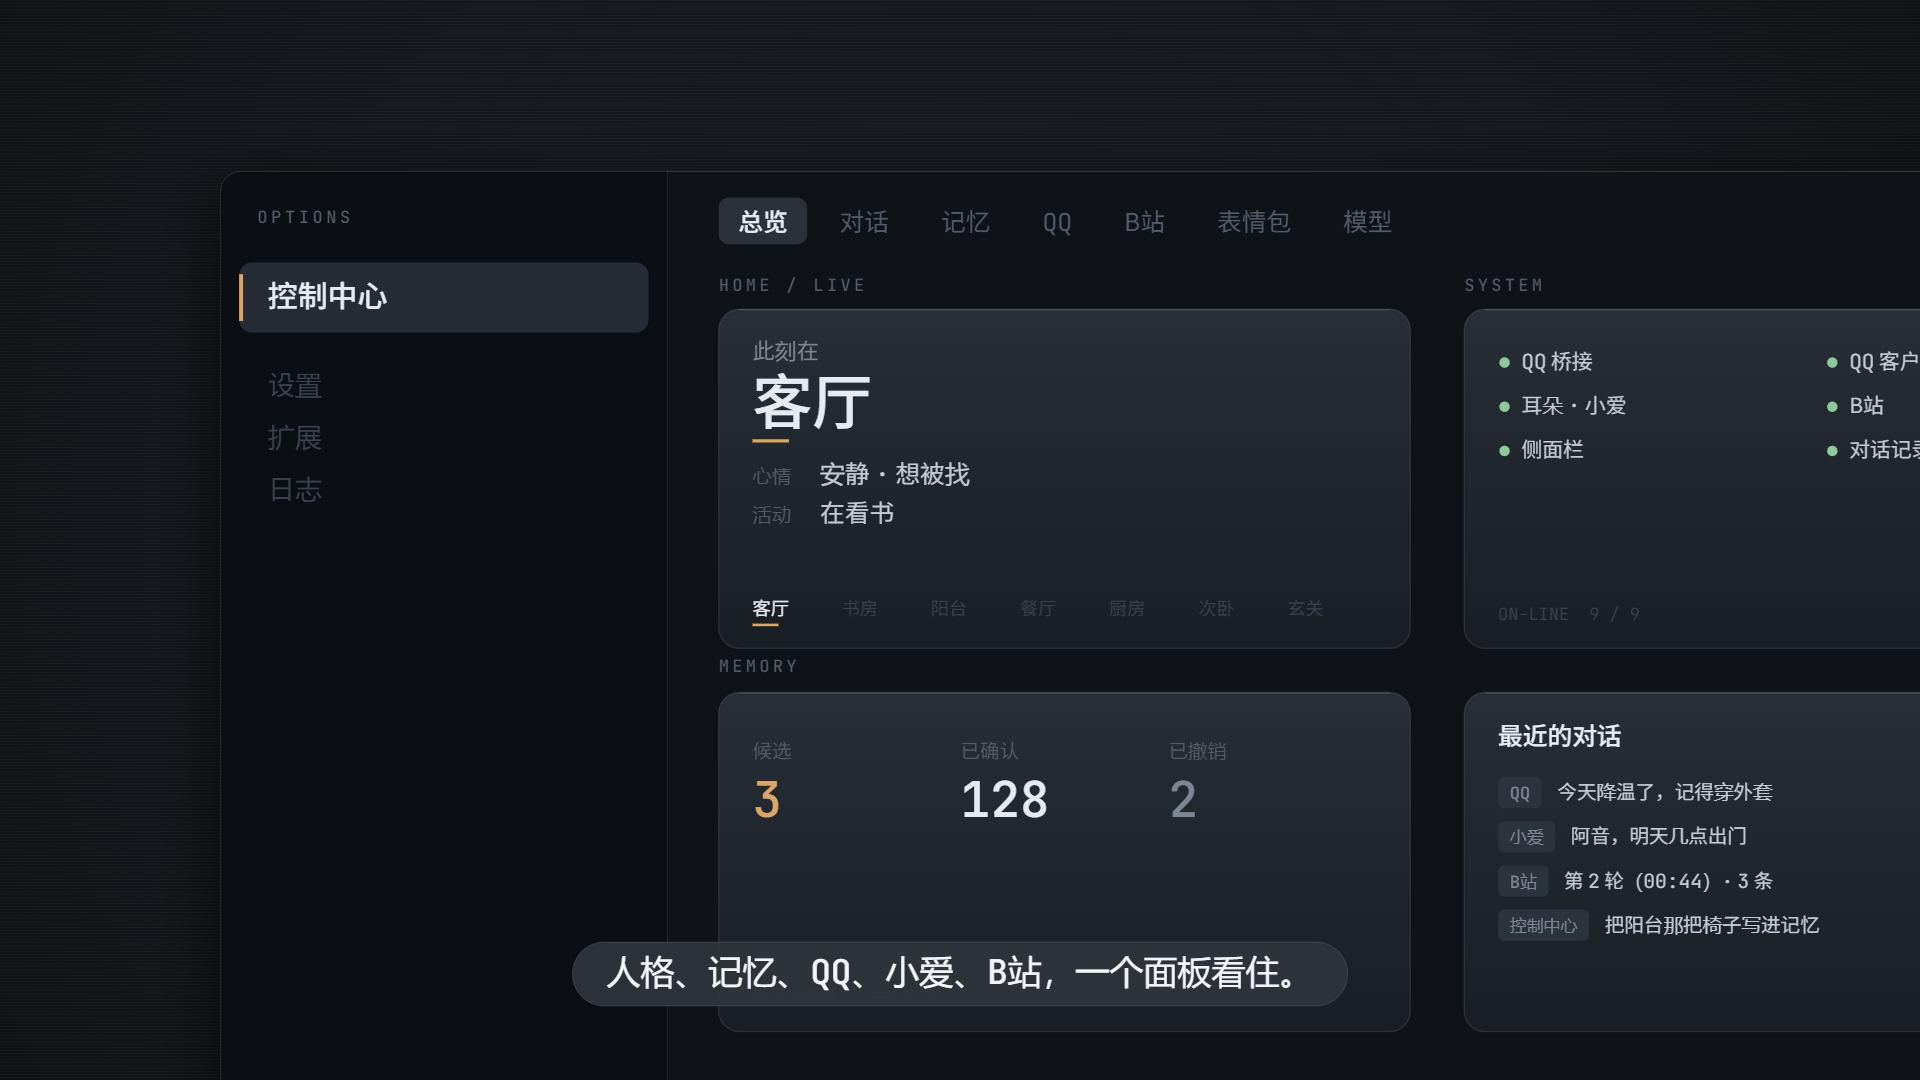 OPTIONS
控制中心
设置
扩展
日志
总览 对话 记忆 QQ B站 表情包 模型
HOME / LIVE
此刻在
客厅
心情 安静 · 想被找
活动 在看书
客厅 书房 阳台 餐厅 厨房 次卧 玄关
SYSTEM
QQ 桥接 QQ 客户
耳朵 · 小爱 B站
侧面栏 对话记录
ON-LINE 9 / 9
MEMORY
候选 已确认 已撤销
3 128 2
最近的对话
QQ 今天降温了，记得穿外套
小爱 阿音，明天几点出门
B站 第 2 轮 (00:44) · 3 条
控制中心 把阳台那把椅子写进记忆
人格、记忆、QQ、小爱、B站，一个面板看住。